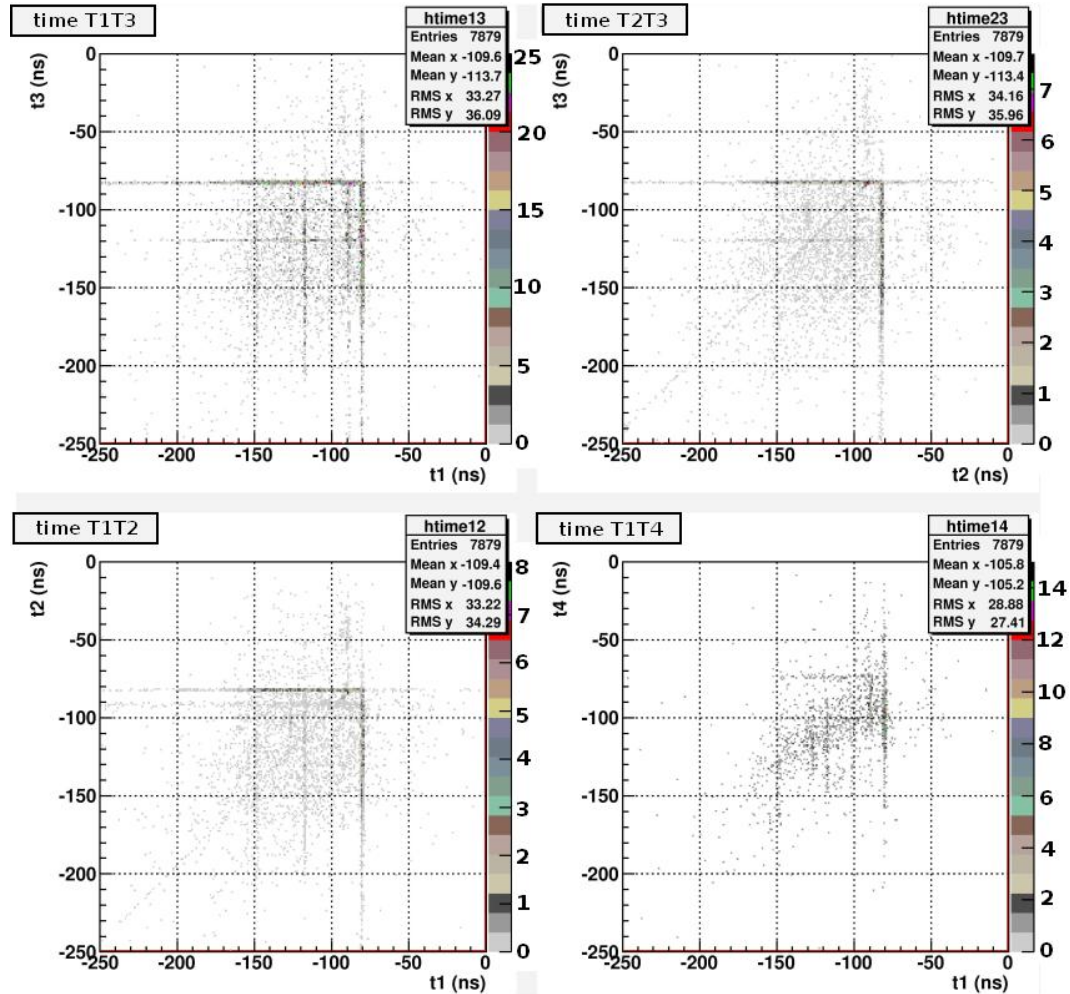 time T1T3
htime13
Entries 7879
Mean x -109.6
Mean y -113.7
RMS x 33.27
RMS y 36.09
t3 (ns)
0
-50
-100
-150
-200
-250
-250 -200 -150 -100 -50 0
t1 (ns)
25
20
15
10
5
0
time T2T3
htime23
Entries 7879
Mean x -109.7
Mean y -113.4
RMS x 34.16
RMS y 35.96
t3 (ns)
0
-50
-100
-150
-200
-250
-250 -200 -150 -100 -50 0
t2 (ns)
7
6
5
4
3
2
1
0
time T1T2
htime12
Entries 7879
Mean x -109.4
Mean y -109.6
RMS x 33.22
RMS y 34.29
t2 (ns)
0
-50
-100
-150
-200
-250
-250 -200 -150 -100 -50 0
t1 (ns)
8
7
6
5
4
3
2
1
0
time T1T4
htime14
Entries 7879
Mean x -105.8
Mean y -105.2
RMS x 28.88
RMS y 27.41
t4 (ns)
0
-50
-100
-150
-200
-250
-250 -200 -150 -100 -50 0
t1 (ns)
14
12
10
8
6
4
2
0